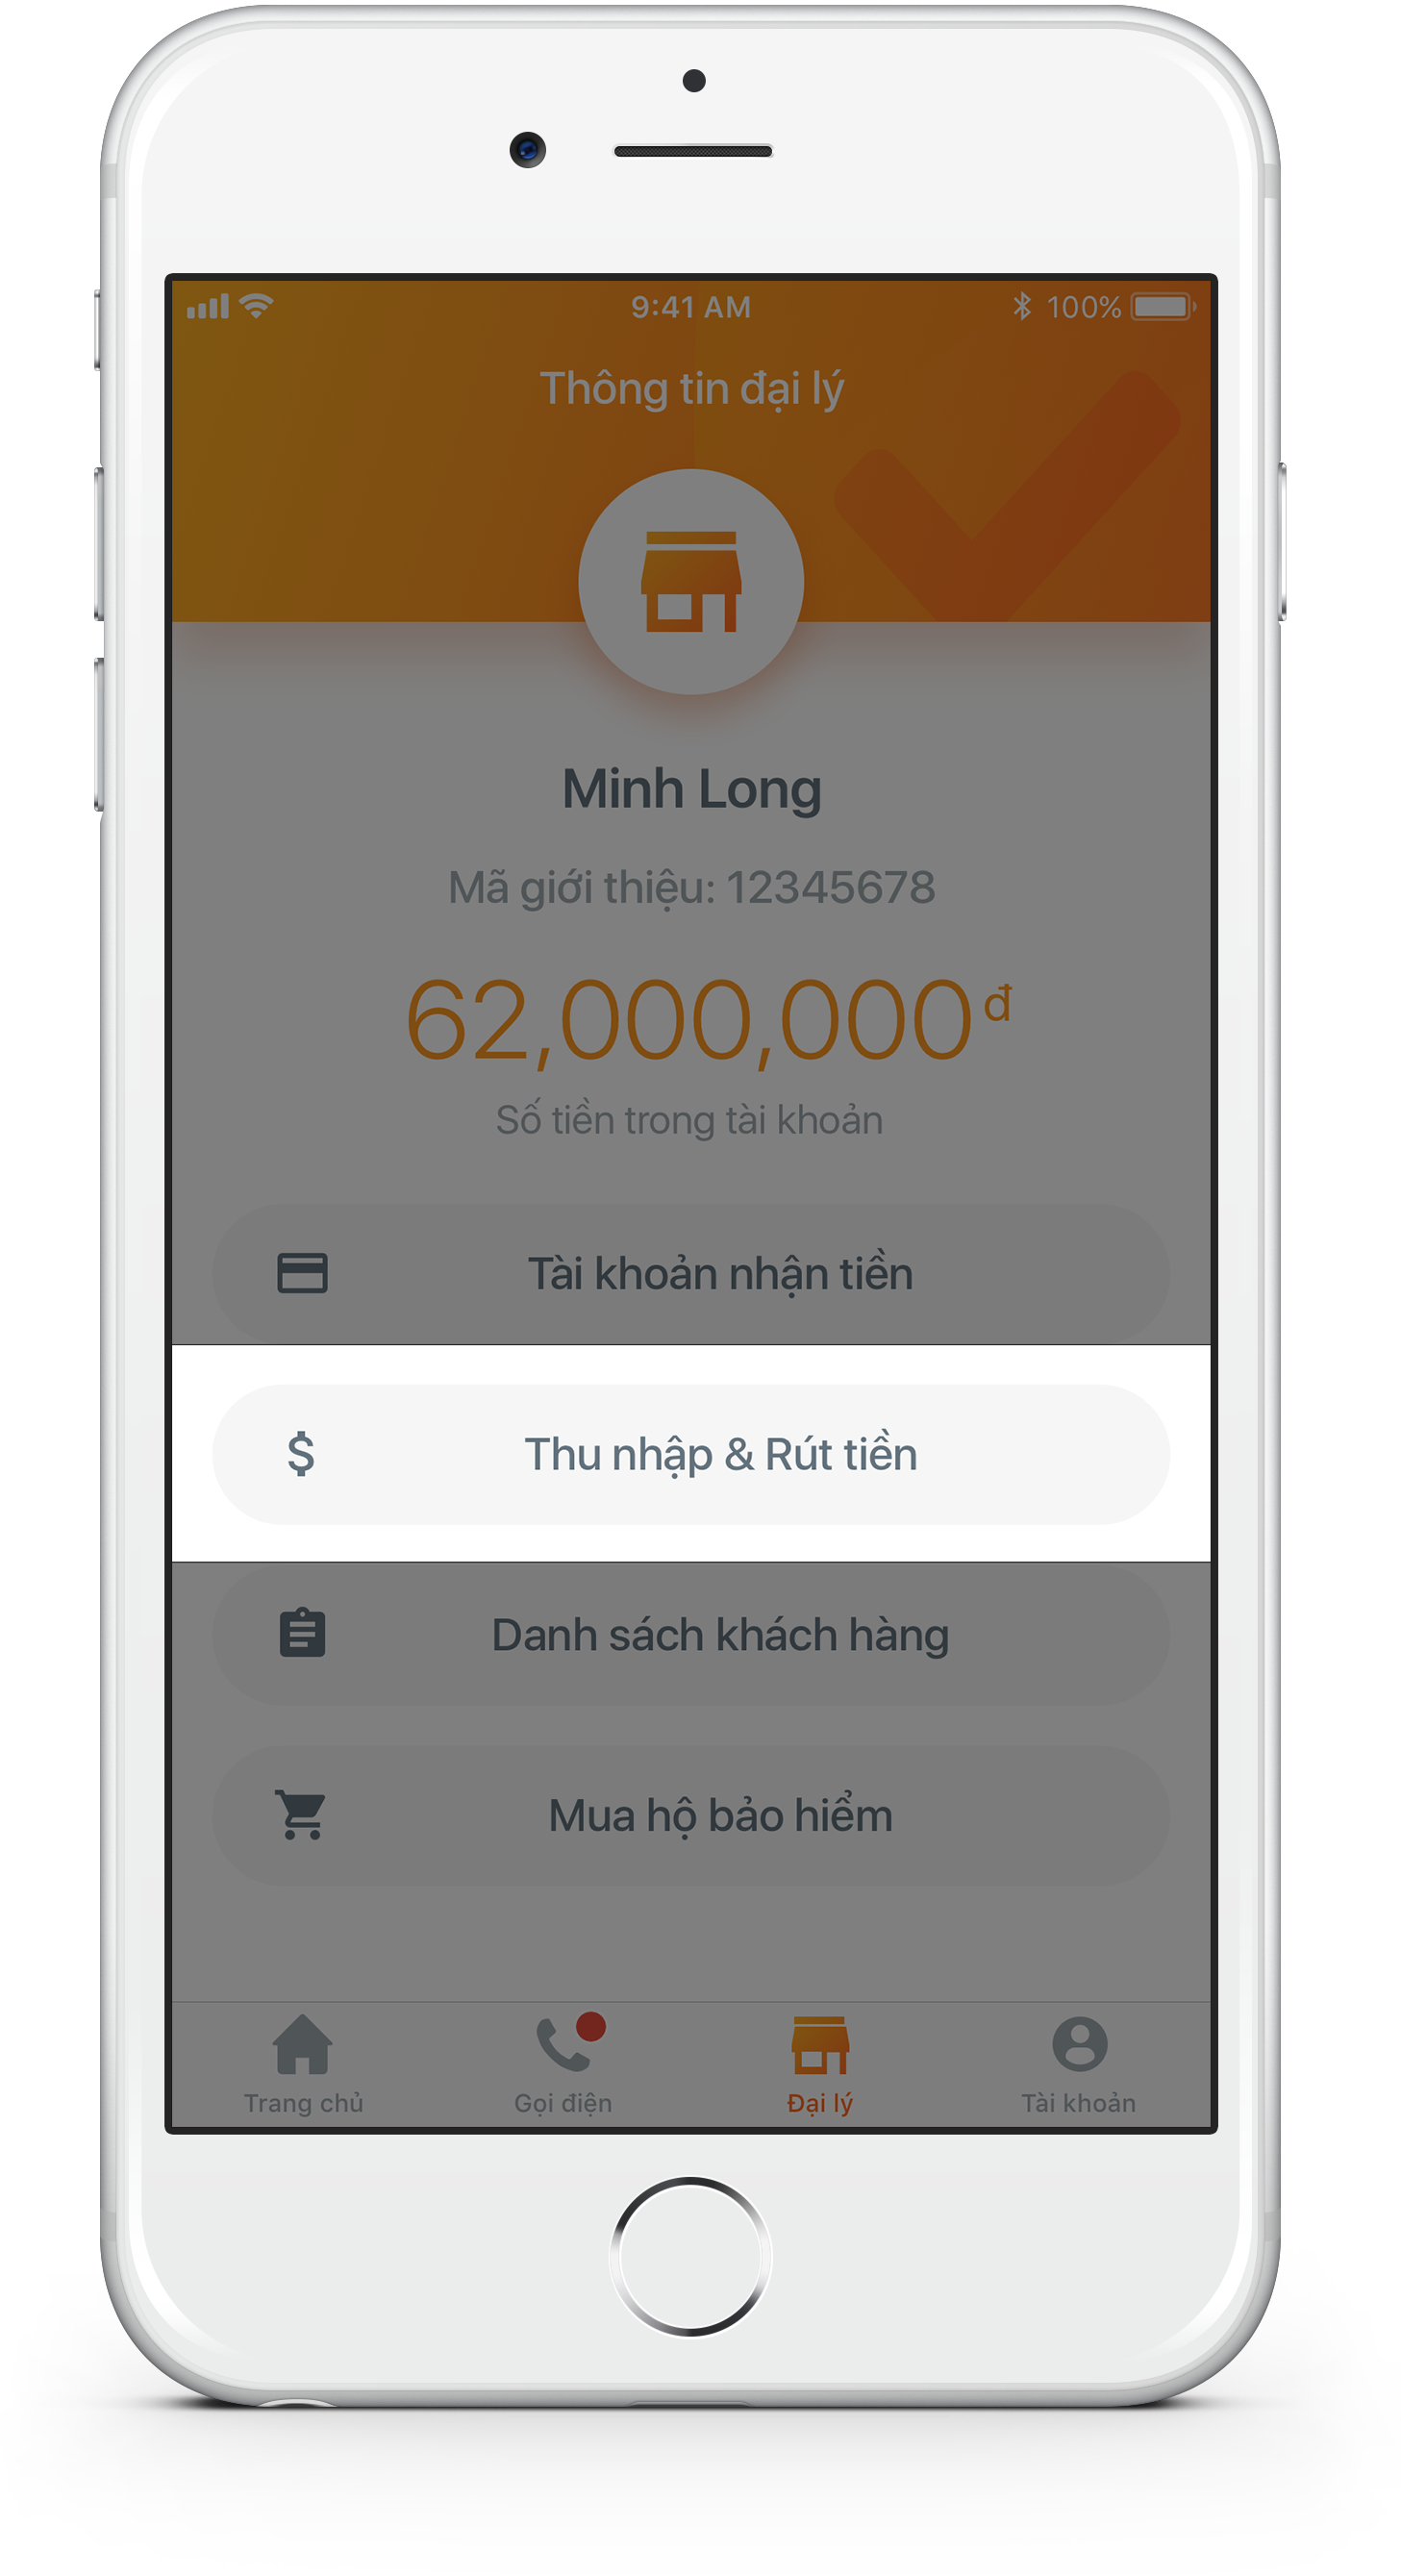 9:41 AM
100%
Thông tin đại lý
Minh Long
Mã giới thiệu: 12345678
62,000,000đ
Số tiền trong tài khoản
Tài khoản nhận tiền
$ Thu nhập & Rút tiền
Danh sách khách hàng
Mua hộ bảo hiểm
Trang chủ
Gọi điện
Đại lý
Tài khoản